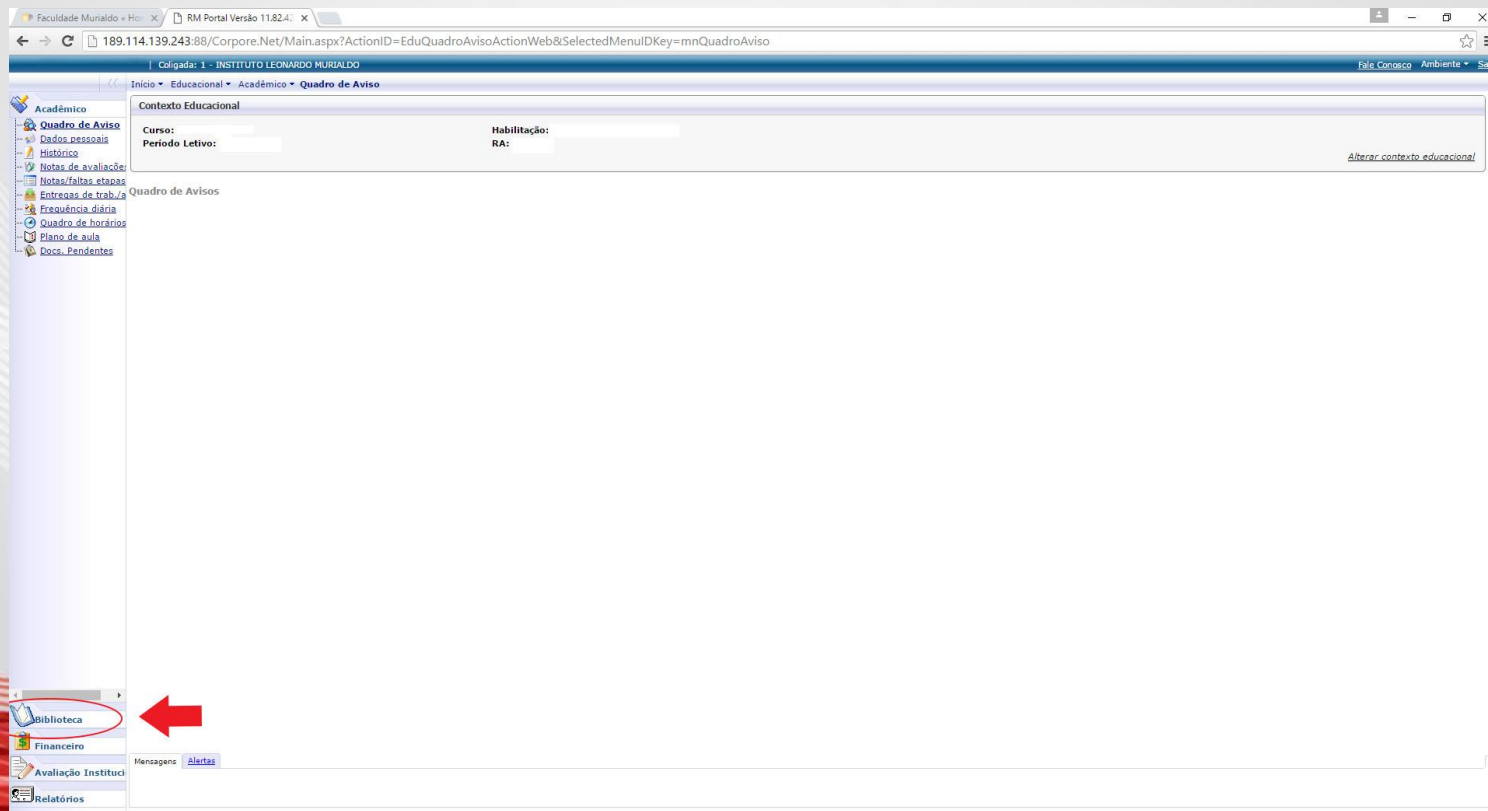 Faculdade Murialdo « Ho
RM Portal Versão 11.82.4
189.114.139.243:88/Corpore.Net/Main.aspx?ActionID=EduQuadroAvisoActionWeb&SelectedMenuIDKey=mnQuadroAviso
| Coligada: 1 - INSTITUTO LEONARDO MURIALDO
Fale Conosco Ambiente Sa
Início Educacional Acadêmico Quadro de Aviso
Acadêmico
Quadro de Aviso
Dados pessoais
Histórico
Notas de avaliaçõe
Notas/faltas etapas
Entregas de trab./a
Frequência diária
Quadro de horários
Plano de aula
Docs. Pendentes
Contexto Educacional
Curso:
Habilitação:
Período Letivo:
RA:
Alterar contexto educacional
Quadro de Avisos
Biblioteca
Financeiro
Avaliação Instituci
Relatórios
Mensagens Alertas